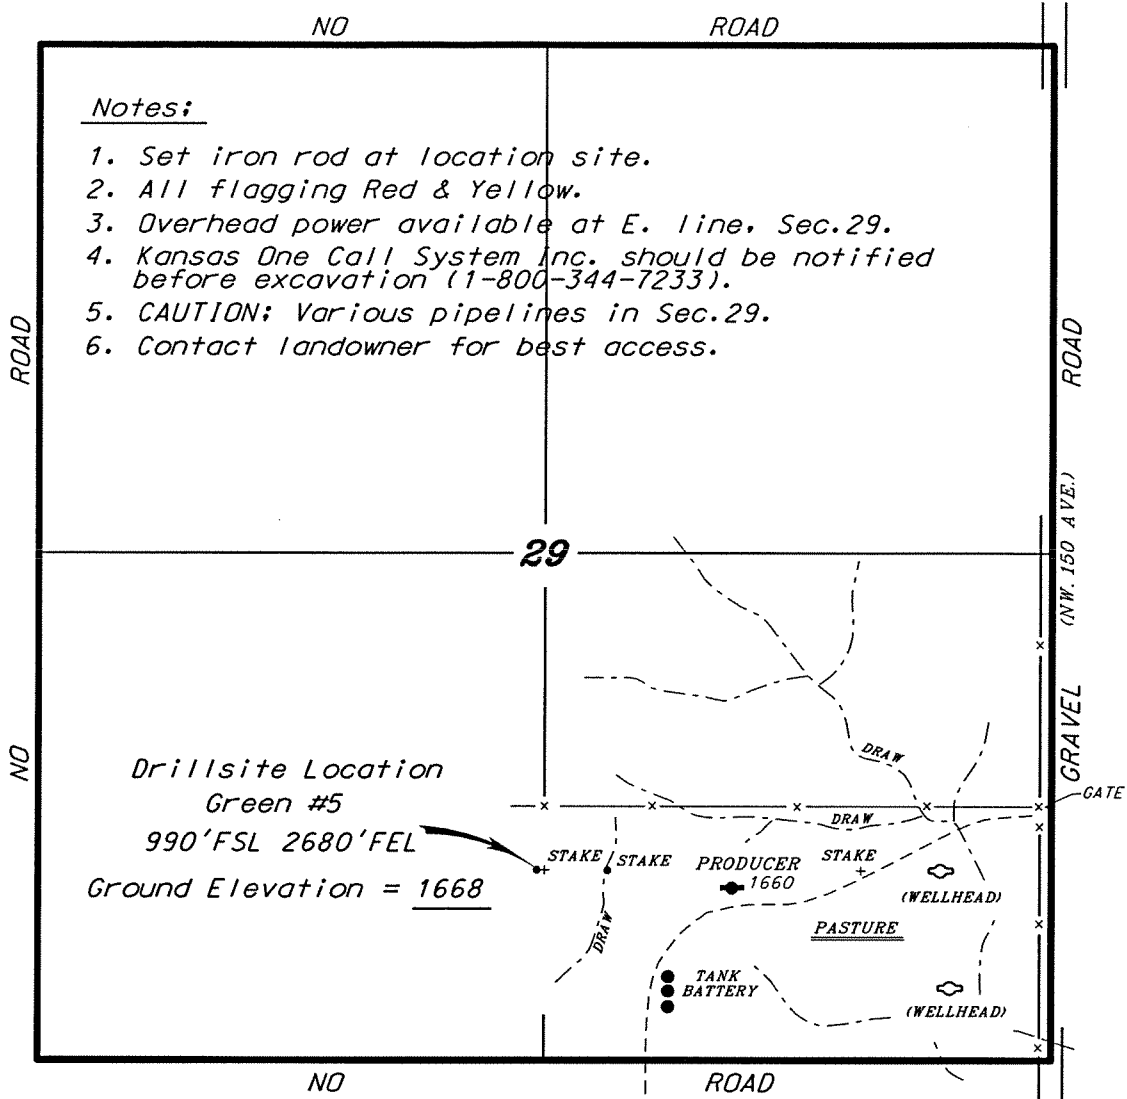 NO ROAD
Notes:
1. Set iron rod at location site.
2. All flagging Red & Yellow.
3. Overhead power available at E. line, Sec.29.
4. Kansas One Call System Inc. should be notified
before excavation (1-800-344-7233).
5. CAUTION: Various pipelines in Sec.29.
6. Contact landowner for best access.
ROAD
NO
ROAD
(NW. 150 AVE.)
GRAVEL
29
DRAW
GATE
DRAW
Drillsite Location
Green #5
990'FSL 2680'FEL
Ground Elevation = 1668
STAKE
STAKE
PRODUCER
1660
STAKE
(WELLHEAD)
PASTURE
DRAW
TANK
BATTERY
(WELLHEAD)
NO ROAD